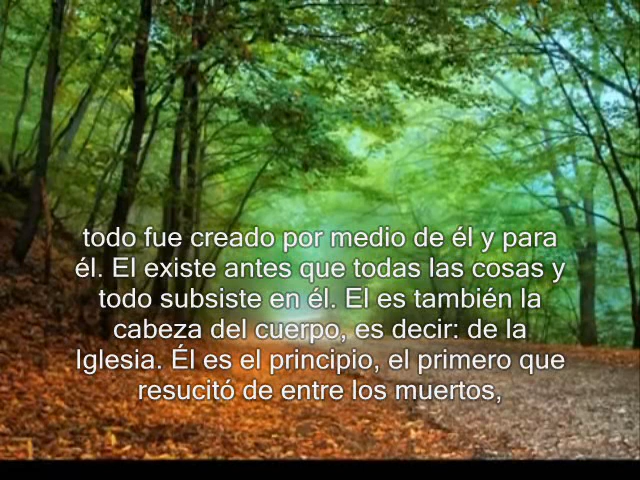 todo fue creado por medio de él y para
él. El existe antes que todas las cosas y
todo subsiste en él. El es también la
cabeza del cuerpo, es decir: de la
Iglesia. Él es el principio, el primero que
resucitó de entre los muertos,